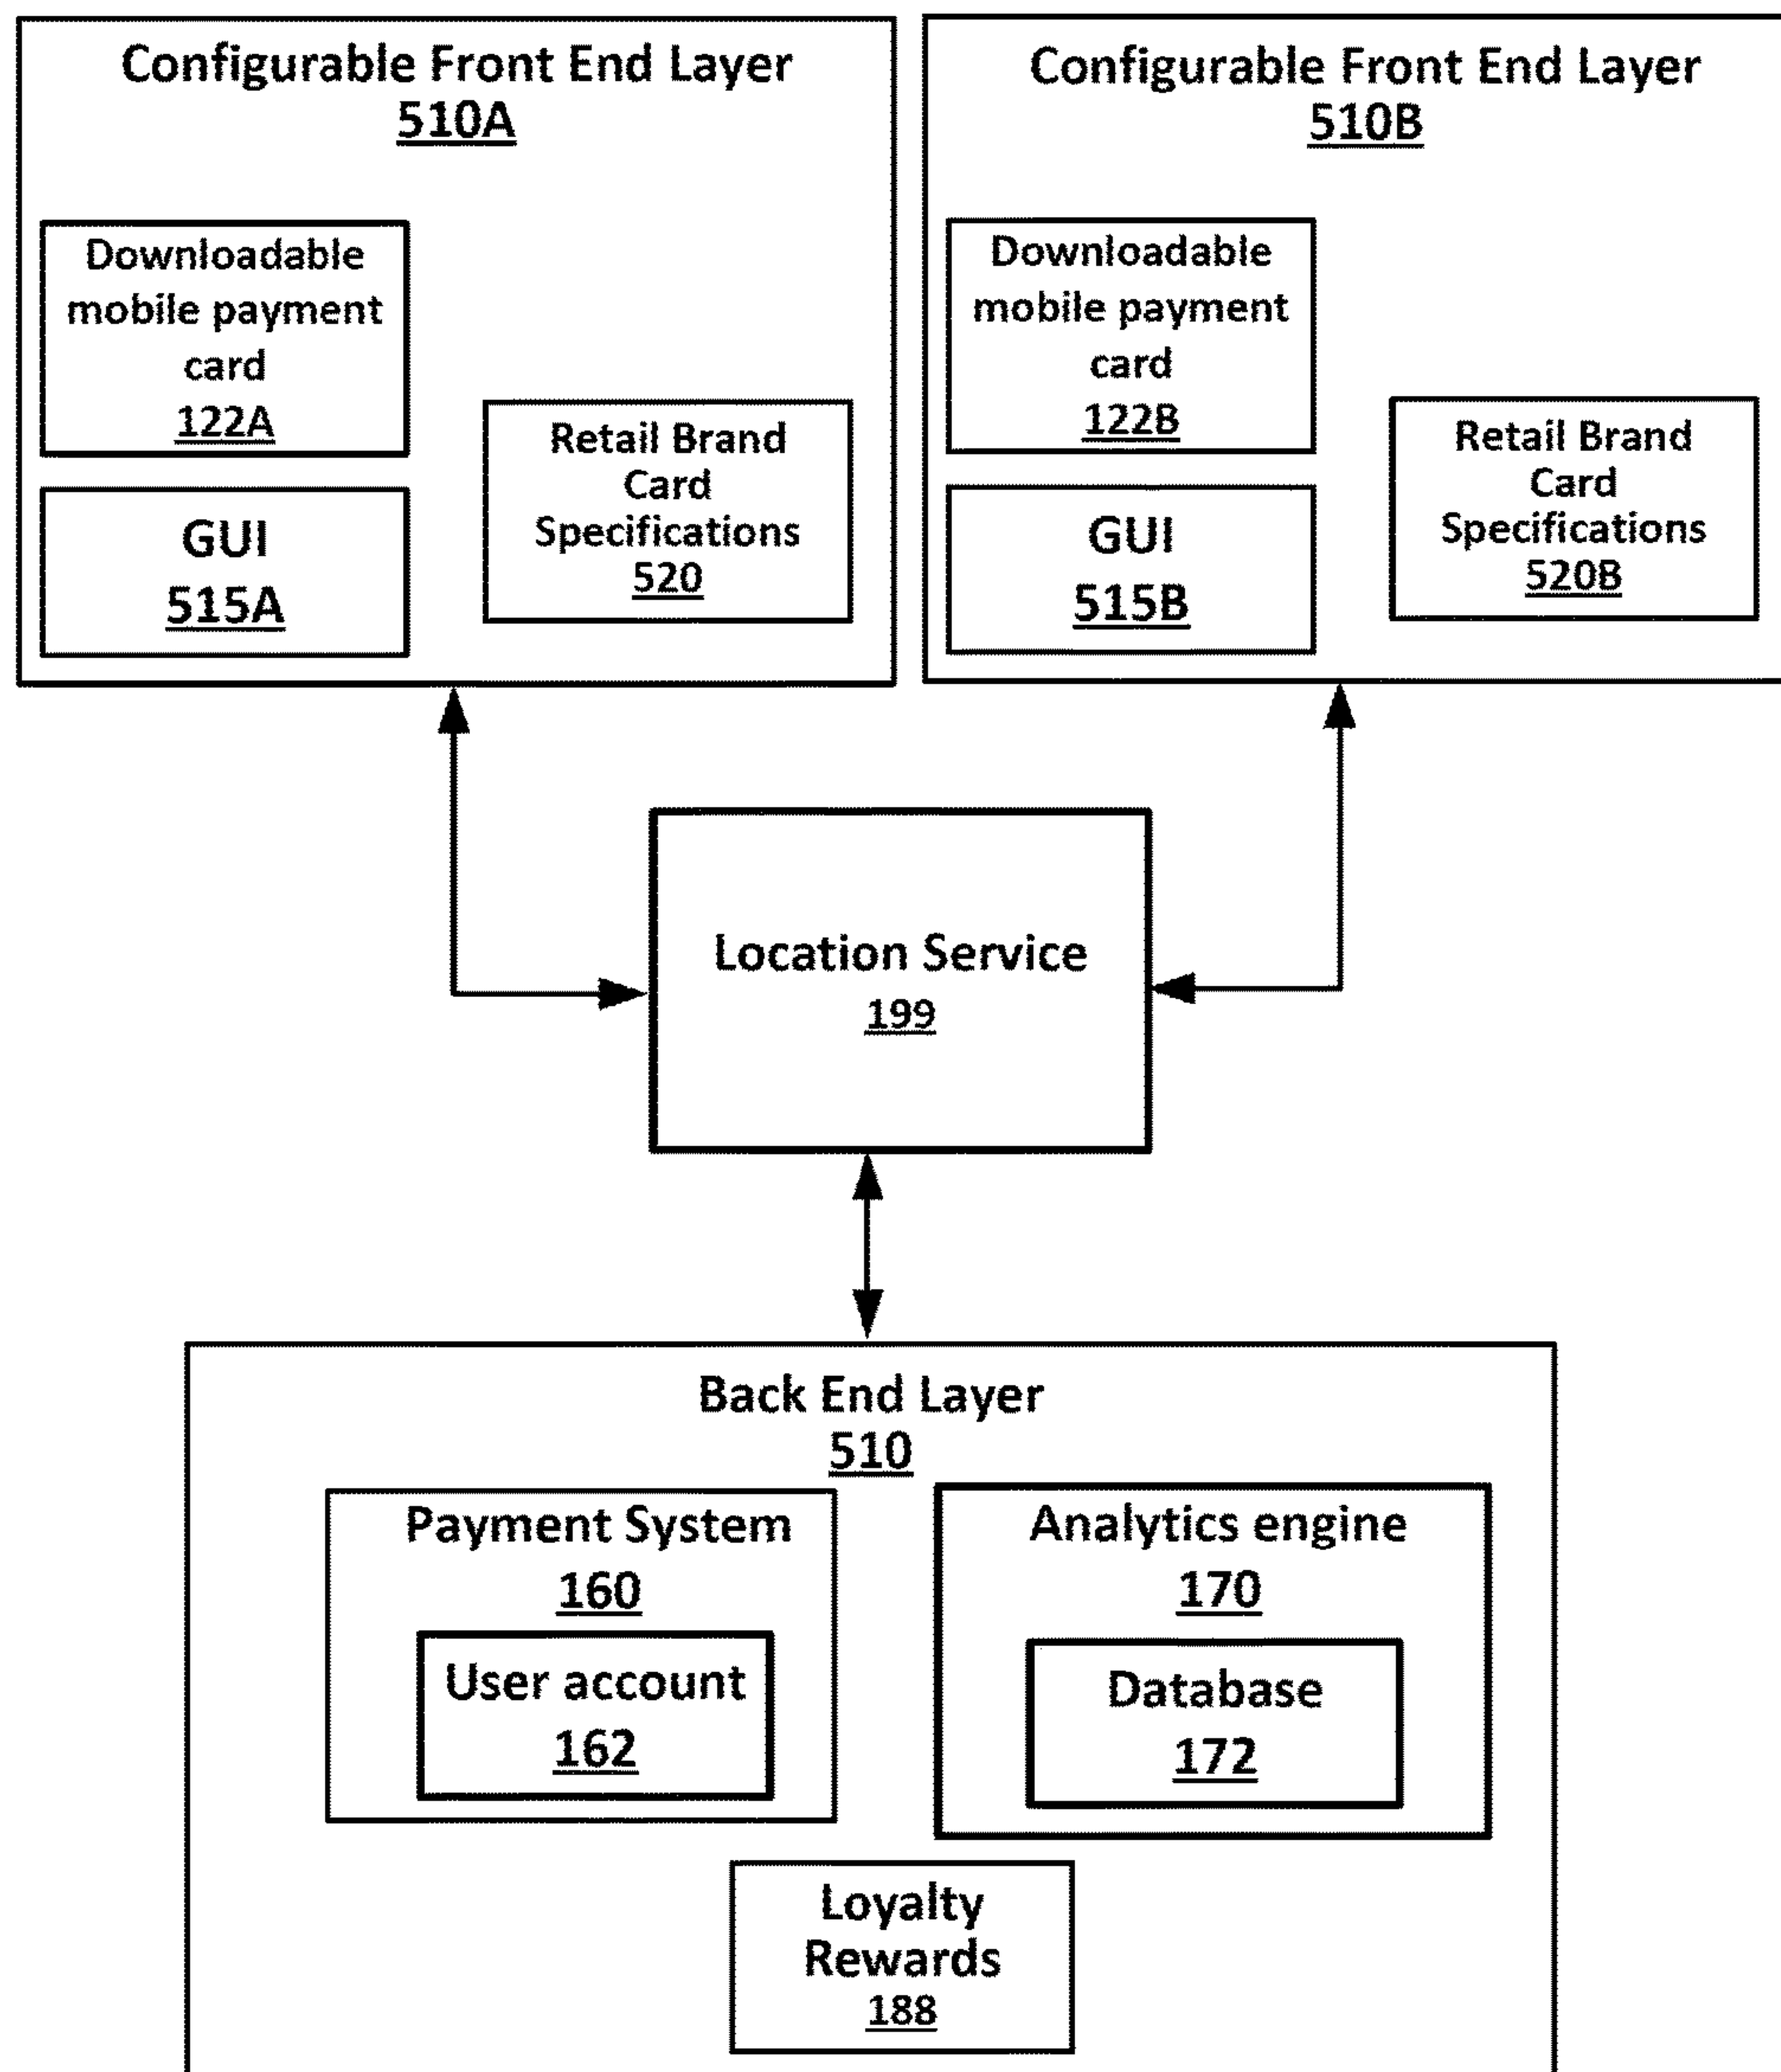 Configurable Front End Layer
510A
Downloadable
mobile payment
card
122A
GUI
515A
Retail Brand
Card
Specifications
520
Configurable Front End Layer
510B
Downloadable
mobile payment
card
122B
GUI
515B
Retail Brand
Card
Specifications
520B
Location Service
199
Back End Layer
510
Payment System
160
User account
162
Analytics engine
170
Database
172
Loyalty
Rewards
188